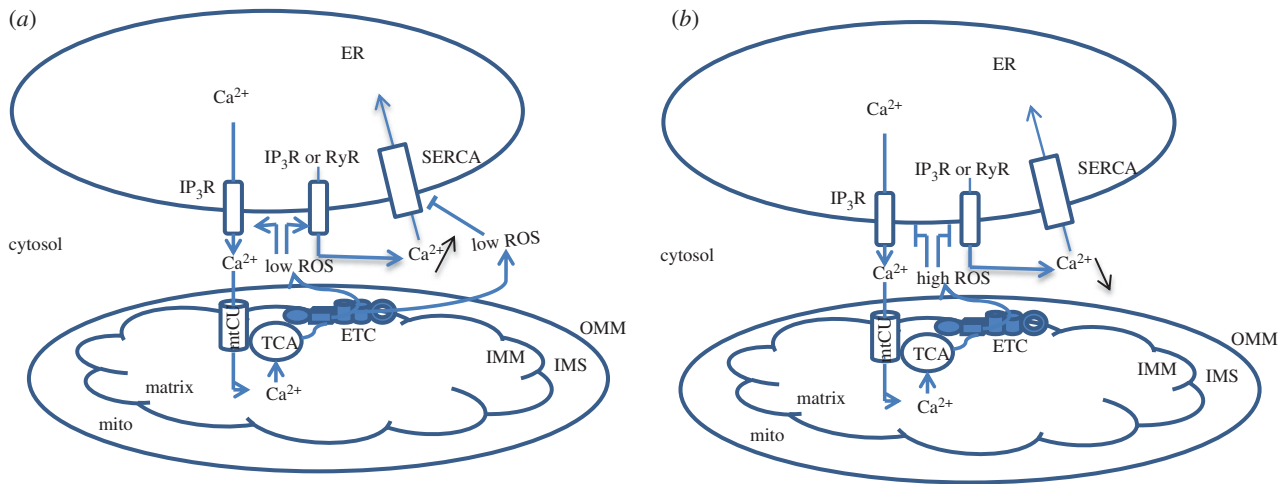 (a)
ER
Ca²⁺
IP₃R or RyR
SERCA
IP₃R
cytosol
low ROS
Ca²⁺
Ca²⁺
low ROS
mtCU
TCA
ETC
OMM
IMM
IMS
matrix
Ca²⁺
mito
(b)
ER
Ca²⁺
IP₃R or RyR
SERCA
IP₃R
cytosol
Ca²⁺
high ROS
Ca²⁺
mtCU
TCA
ETC
OMM
IMM
IMS
matrix
Ca²⁺
mito